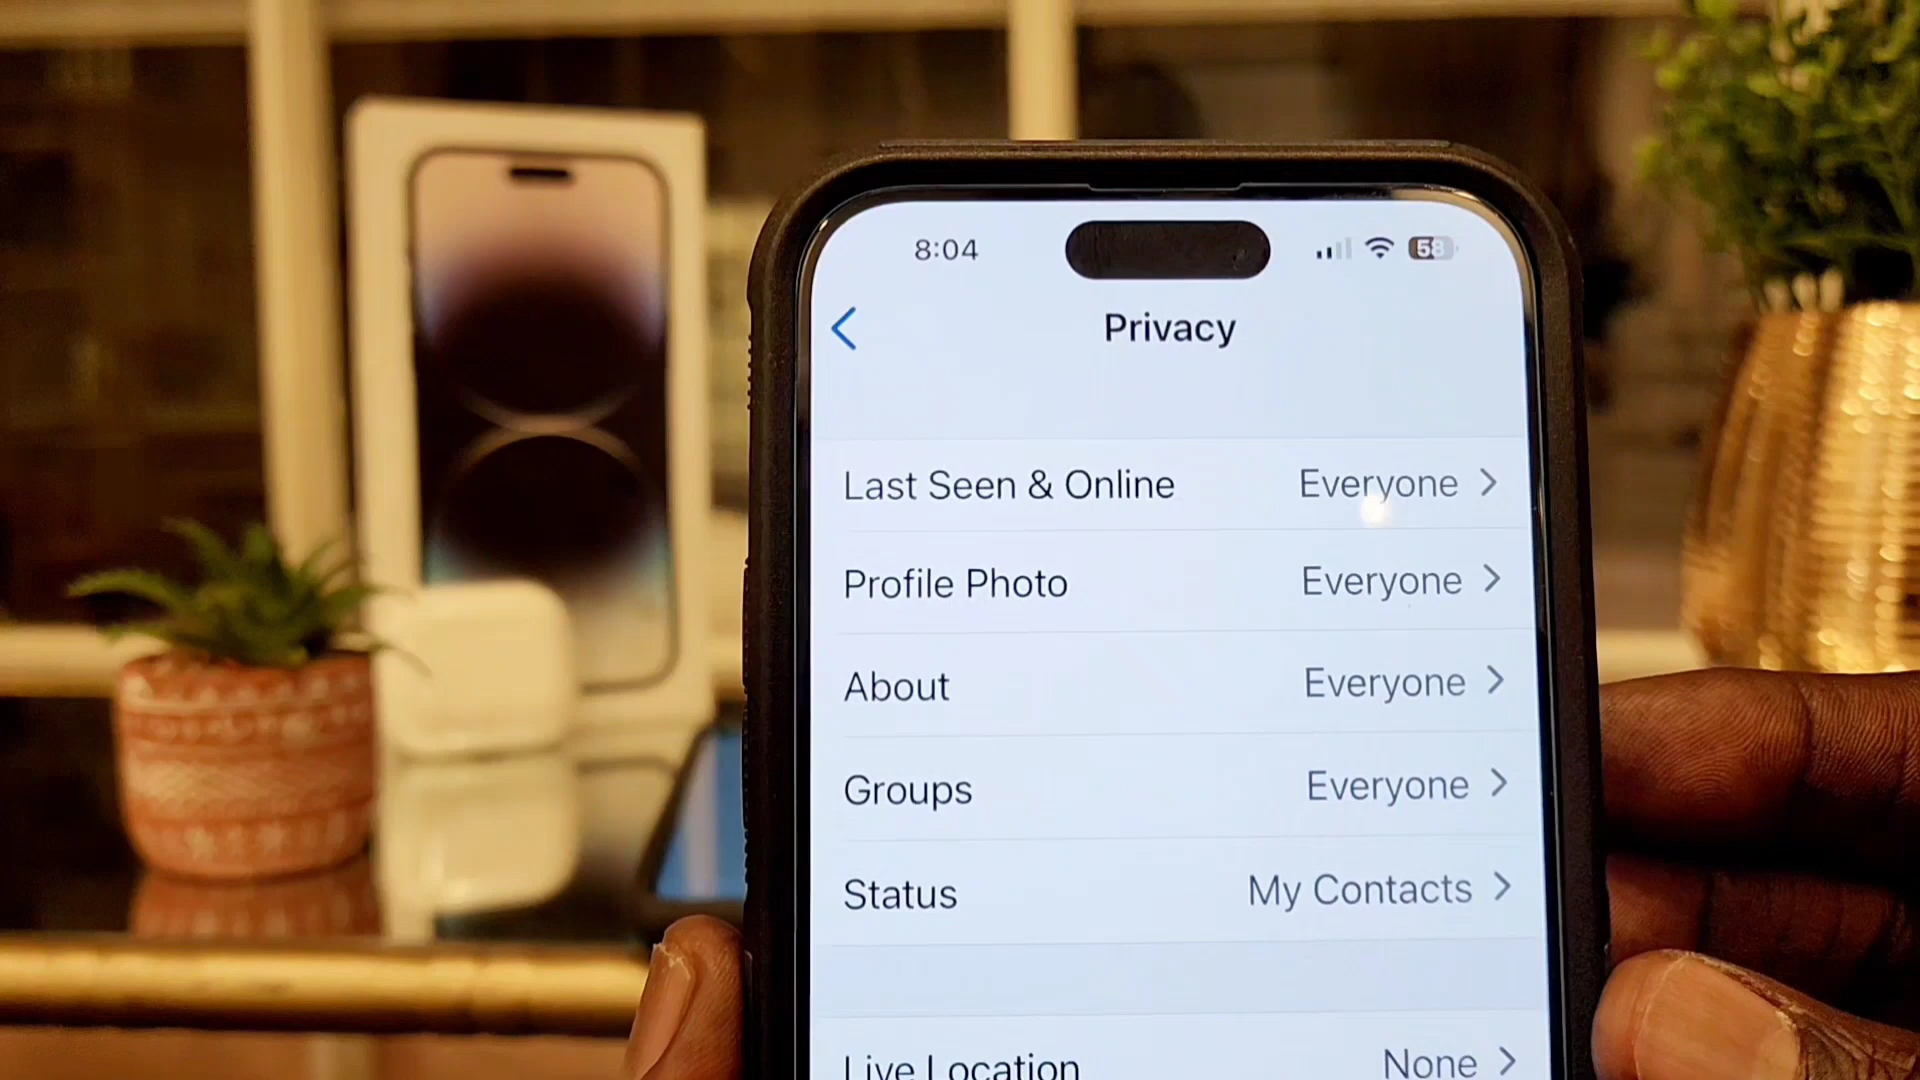 8:04 58
Privacy
Last Seen & Online Everyone
Profile Photo Everyone
About Everyone
Groups Everyone
Status My Contacts
Live Location None